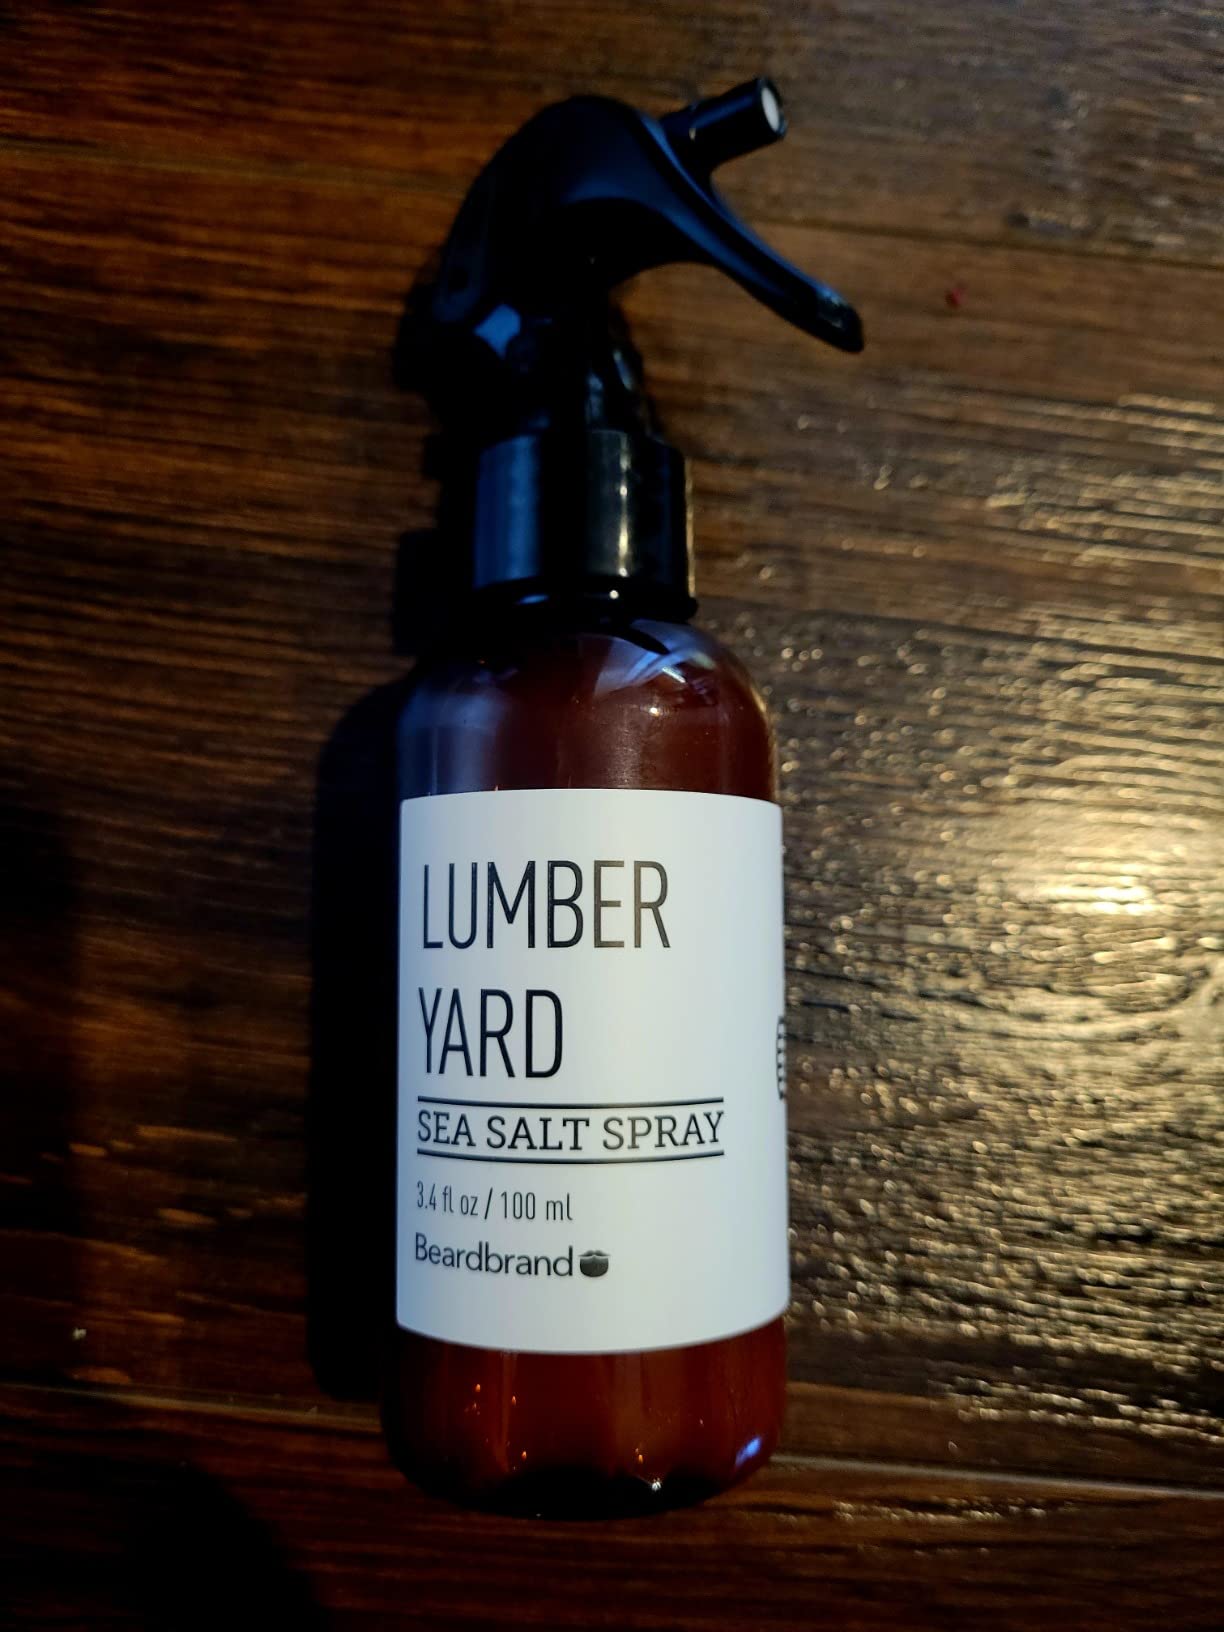 LUMBER
YARD
SEA SALT SPRAY
3.4 fl oz / 100 ml
Beardbrand